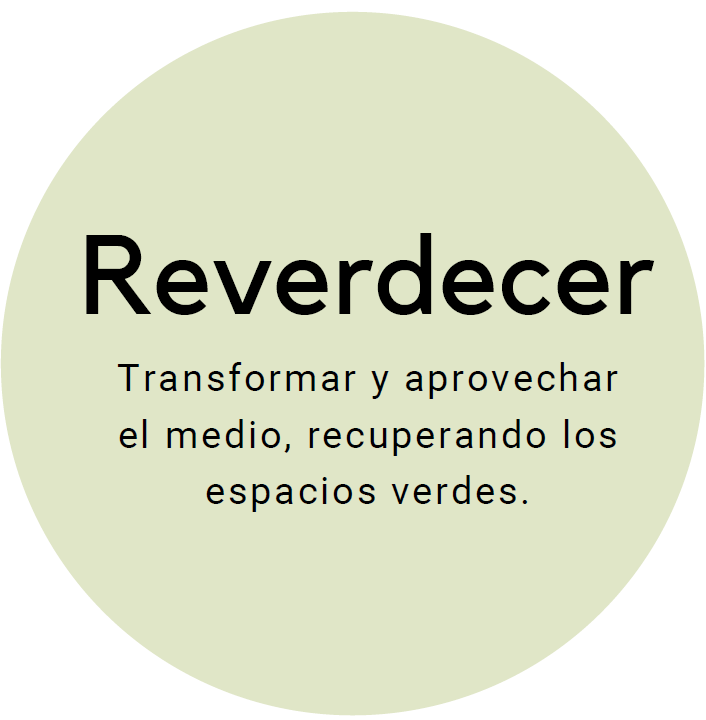 Reverdecer
Transformar y aprovechar
el medio, recuperando los
espacios verdes.